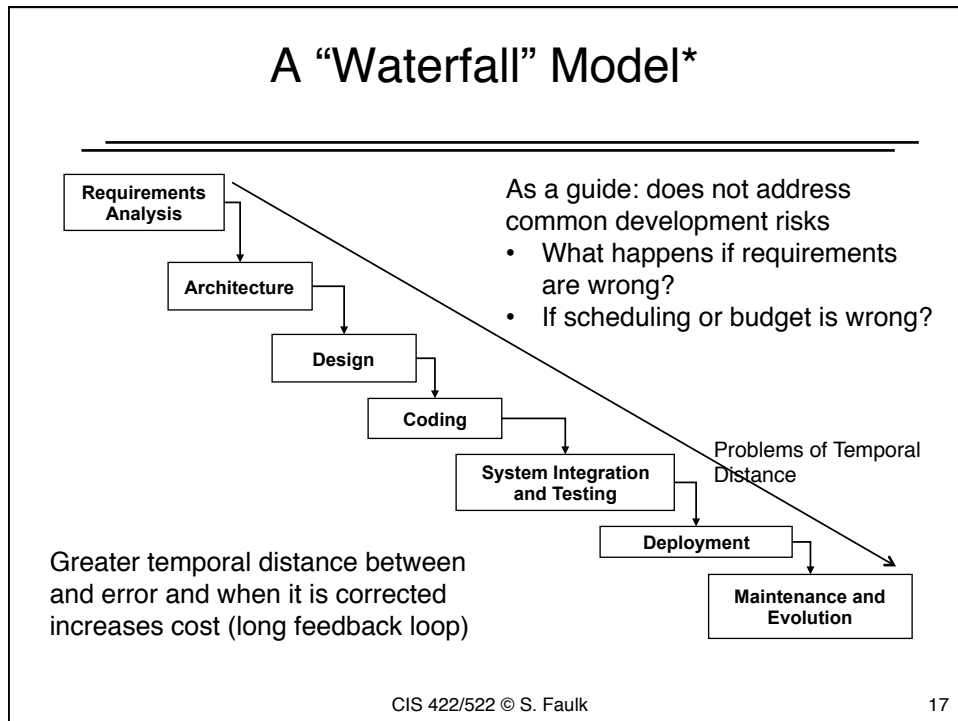 A “Waterfall” Model*
Requirements
Analysis
Architecture
Design
Coding
System Integration
and Testing
Deployment
Maintenance and
Evolution
As a guide: does not address
common development risks
• What happens if requirements
are wrong?
• If scheduling or budget is wrong?
Problems of Temporal
Distance
Greater temporal distance between
and error and when it is corrected
increases cost (long feedback loop)
CIS 422/522 © S. Faulk
17